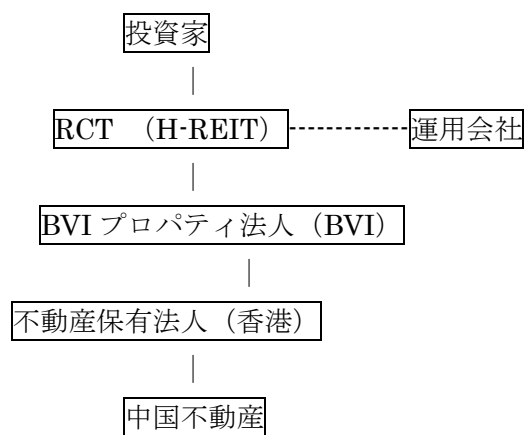 投資家
RCT （H-REIT） 運用会社
BVI プロパティ法人（BVI）
不動産保有法人（香港）
中国不動産